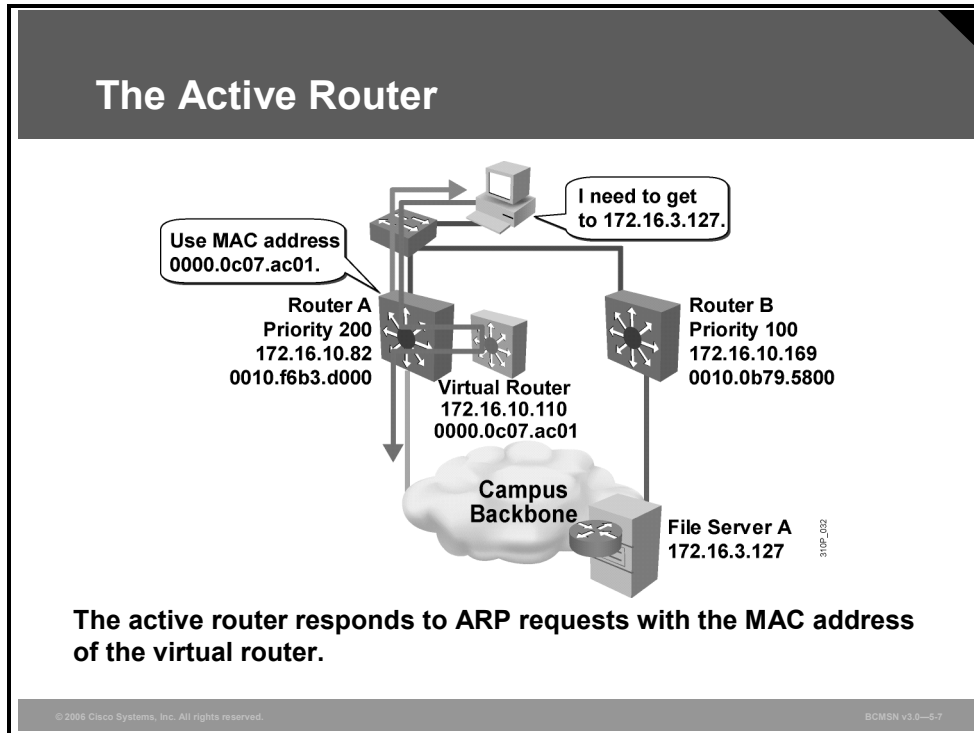 The Active Router
I need to get
to 172.16.3.127.
Use MAC address
0000.0c07.ac01.
Router A
Priority 200
172.16.10.82
0010.f6b3.d000
Router B
Priority 100
172.16.10.169
0010.0b79.5800
Virtual Router
172.16.10.110
0000.0c07.ac01
Campus
Backbone
File Server A
172.16.3.127
310P_032
The active router responds to ARP requests with the MAC address
of the virtual router.
© 2006 Cisco Systems, Inc. All rights reserved.
BCMSN v3.0—5-7